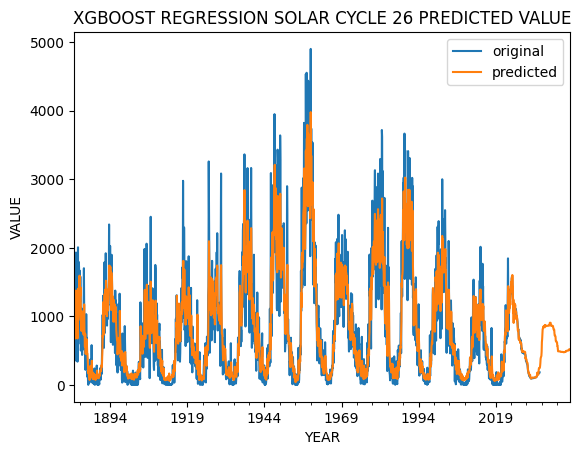 XGBOOST REGRESSION SOLAR CYCLE 26 PREDICTED VALUE
original
predicted
5000
4000
3000
2000
1000
0
VALUE
1894 1919 1944 1969 1994 2019
YEAR